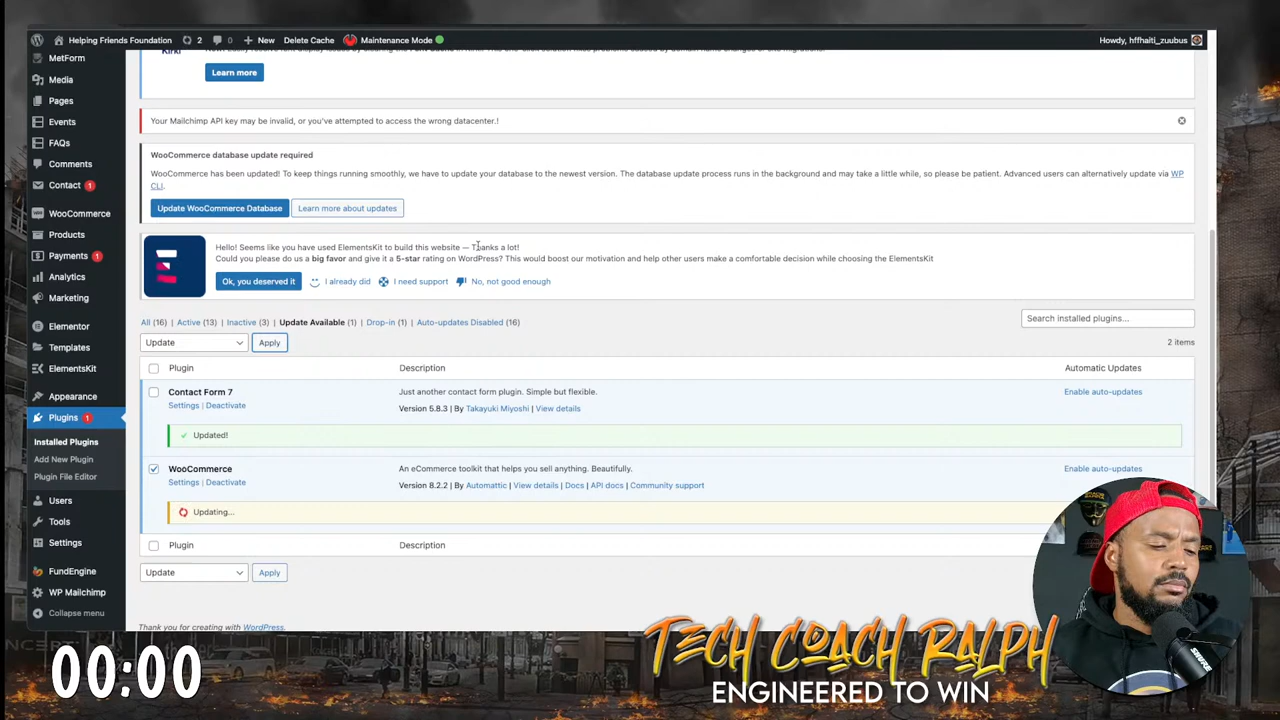 Helping Friends Foundation 2 0 + New Delete Cache Maintenance Mode Howdy, hffhaiti_zuubus
MetForm
Media
Pages
Events
FAQs
Comments
Contact 1
WooCommerce
Products
Payments 1
Analytics
Marketing
Elementor
Templates
ElementsKit
Appearance
Plugins 1
Installed Plugins
Add New Plugin
Plugin File Editor
Users
Tools
Settings
FundEngine
WP Mailchimp
Collapse menu
Kirki
Learn more
Your Mailchimp API key may be invalid, or you've attempted to access the wrong datacenter.!
WooCommerce database update required
WooCommerce has been updated! To keep things running smoothly, we have to update your database to the newest version. The database update process runs in the background and may take a little while, so please be patient. Advanced users can alternatively update via WP
CLI.
Update WooCommerce Database Learn more about updates
Hello! Seems like you have used ElementsKit to build this website — Thanks a lot!
Could you please do us a big favor and give it a 5-star rating on WordPress? This would boost our motivation and help other users make a comfortable decision while choosing the ElementsKit
Ok, you deserved it I already did I need support No, not good enough
All (16) | Active (13) | Inactive (3) | Update Available (1) | Drop-in (1) | Auto-updates Disabled (16)
Search installed plugins...
Update Apply 2 items
Plugin Description Automatic Updates
Contact Form 7 Just another contact form plugin. Simple but flexible. Enable auto-updates
Settings | Deactivate Version 5.8.3 | By Takayuki Miyoshi | View details
Updated!
WooCommerce An eCommerce toolkit that helps you sell anything. Beautifully. Enable auto-updates
Settings | Deactivate Version 8.2.2 | By Automattic | View details | Docs | API docs | Community support
Updating...
Plugin Description
Update Apply
Thank you for creating with WordPress.
00:00
TECH COACH RALPH
ENGINEERED TO WIN
SHURE